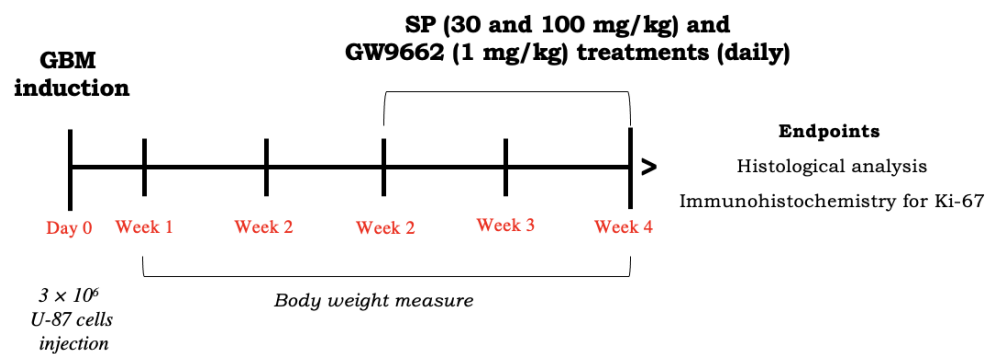 SP (30 and 100 mg/kg) and
GW9662 (1 mg/kg) treatments (daily)
GBM
induction
Endpoints
Histological analysis
Immunohistochemistry for Ki-67
>
Day 0 Week 1 Week 2 Week 2 Week 3 Week 4
Body weight measure
3 × 10⁶
U-87 cells
injection